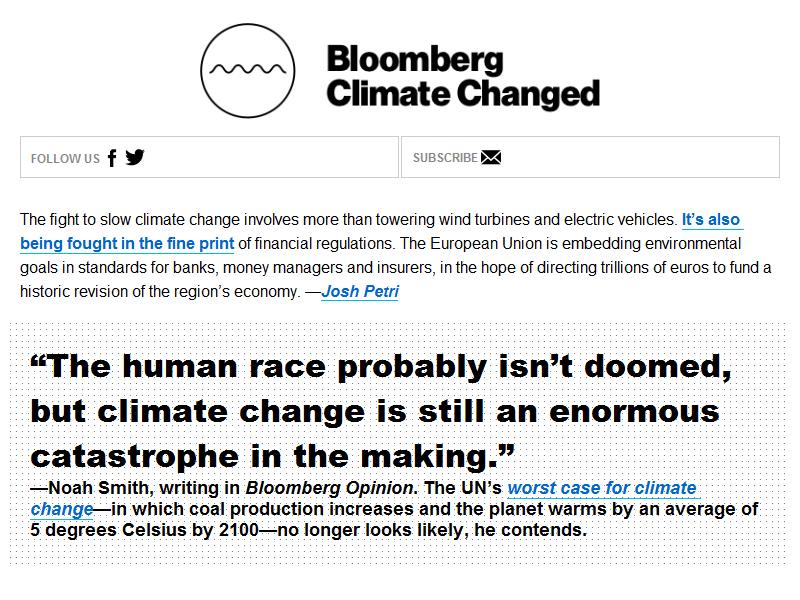 Bloomberg
Climate Changed
FOLLOW US
SUBSCRIBE
The fight to slow climate change involves more than towering wind turbines and electric vehicles. It’s also
being fought in the fine print of financial regulations. The European Union is embedding environmental
goals in standards for banks, money managers and insurers, in the hope of directing trillions of euros to fund a
historic revision of the region’s economy. —Josh Petri
“The human race probably isn’t doomed,
but climate change is still an enormous
catastrophe in the making.”
—Noah Smith, writing in Bloomberg Opinion. The UN’s worst case for climate
change—in which coal production increases and the planet warms by an average of
5 degrees Celsius by 2100—no longer looks likely, he contends.